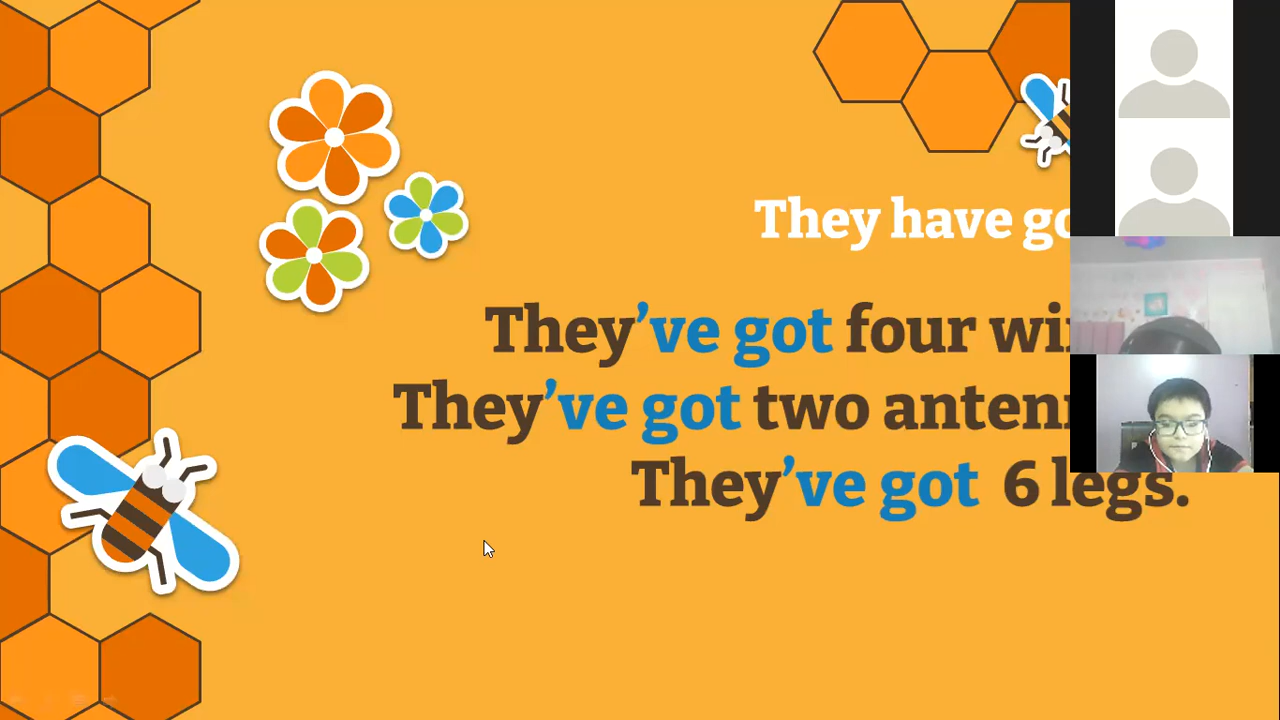 They have go
They've got four wi
They've got two anten
They've got 6 legs.